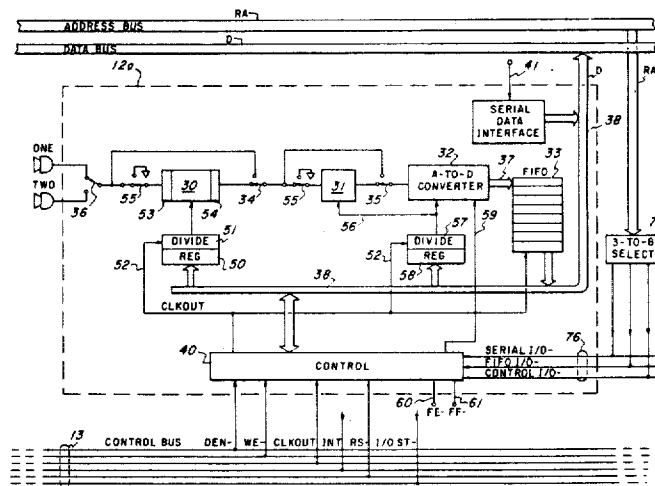 RA
ADDRESS BUS
D
DATA BUS
12a
41
D
RA
SERIAL
DATA
INTERFACE
38
ONE
TWO
36
55
30
53
54
34
55
31
35
32
A-TO-D
CONVERTER
37
33
FIFO
56
59
DIVIDE
51
REG
50
52
57
DIVIDE
REG
58
52
38
CLKOUT
3-TO-8
SELECT
40
CONTROL
SERIAL I/O-
FIFO I/O-
CONTROL I/O-
76
60
FE-
FF-
61
13
CONTROL BUS
DEN-
WE-
CLKOUT
INT
RS-
I/O ST-